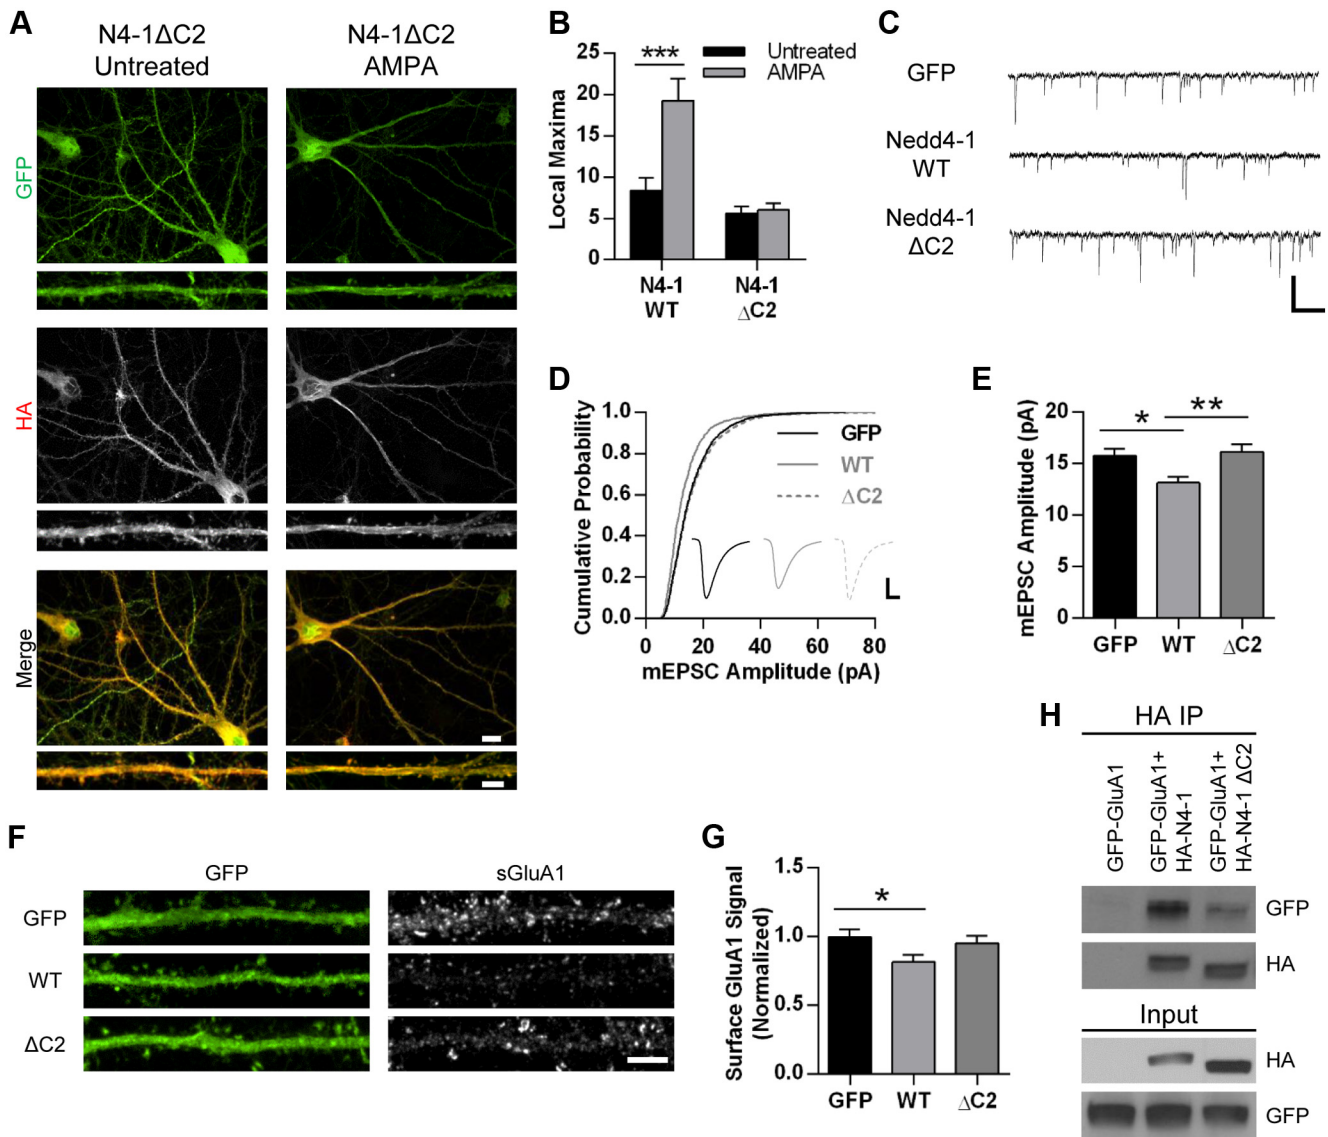 A
N4-1ΔC2
Untreated
N4-1ΔC2
AMPA
GFP
HA
Merge
B
Local Maxima
25
20
15
10
5
0
***
Untreated
AMPA
N4-1
WT
N4-1
ΔC2
C
GFP
Nedd4-1
WT
Nedd4-1
ΔC2
D
Cumulative Probability
1.0
0.8
0.6
0.4
0.2
0.0
GFP
WT
ΔC2
0
20
40
60
80
mEPSC Amplitude (pA)
E
mEPSC Amplitude (pA)
20
15
10
5
0
*
**
GFP
WT
ΔC2
F
GFP
sGluA1
GFP
WT
ΔC2
G
Surface GluA1 Signal
(Normalized)
1.5
1.0
0.5
0.0
*
GFP
WT
ΔC2
H
HA IP
GFP-GluA1
GFP-GluA1+
HA-N4-1
GFP-GluA1+
HA-N4-1 ΔC2
GFP
HA
Input
HA
GFP